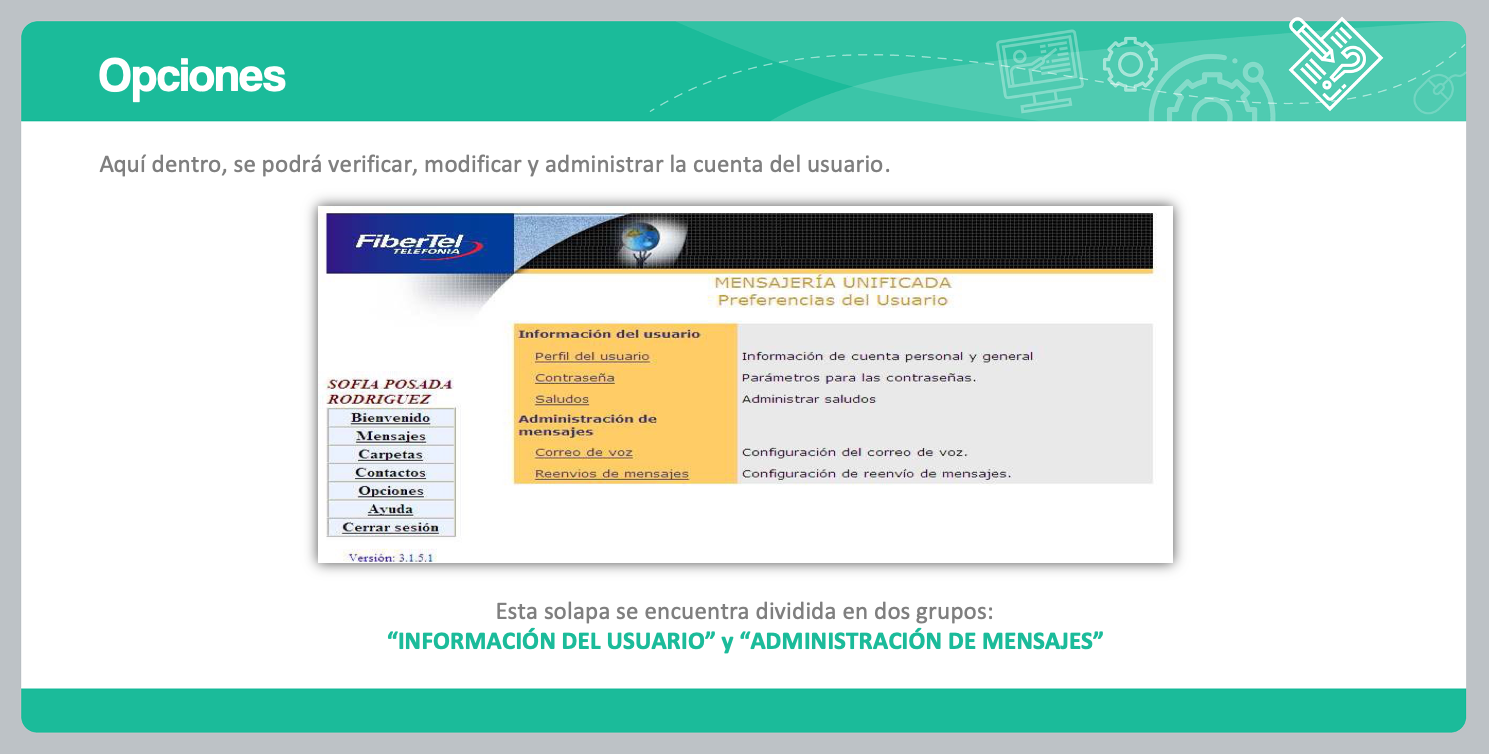 Opciones
Aquí dentro, se podrá verificar, modificar y administrar la cuenta del usuario.
FiberTel
TELEFONIA
MENSAJERÍA UNIFICADA
Preferencias del Usuario
Información del usuario
Perfil del usuario Información de cuenta personal y general
Contraseña Parámetros para las contraseñas.
Saludos Administrar saludos
Administración de
mensajes
Correo de voz Configuración del correo de voz.
Reenvios de mensajes Configuración de reenvío de mensajes.
SOFIA POSADA
RODRIGUEZ
Bienvenido
Mensajes
Carpetas
Contactos
Opciones
Ayuda
Cerrar sesión
Versión: 3.1.5.1
Esta solapa se encuentra dividida en dos grupos:
“INFORMACIÓN DEL USUARIO” y “ADMINISTRACIÓN DE MENSAJES”